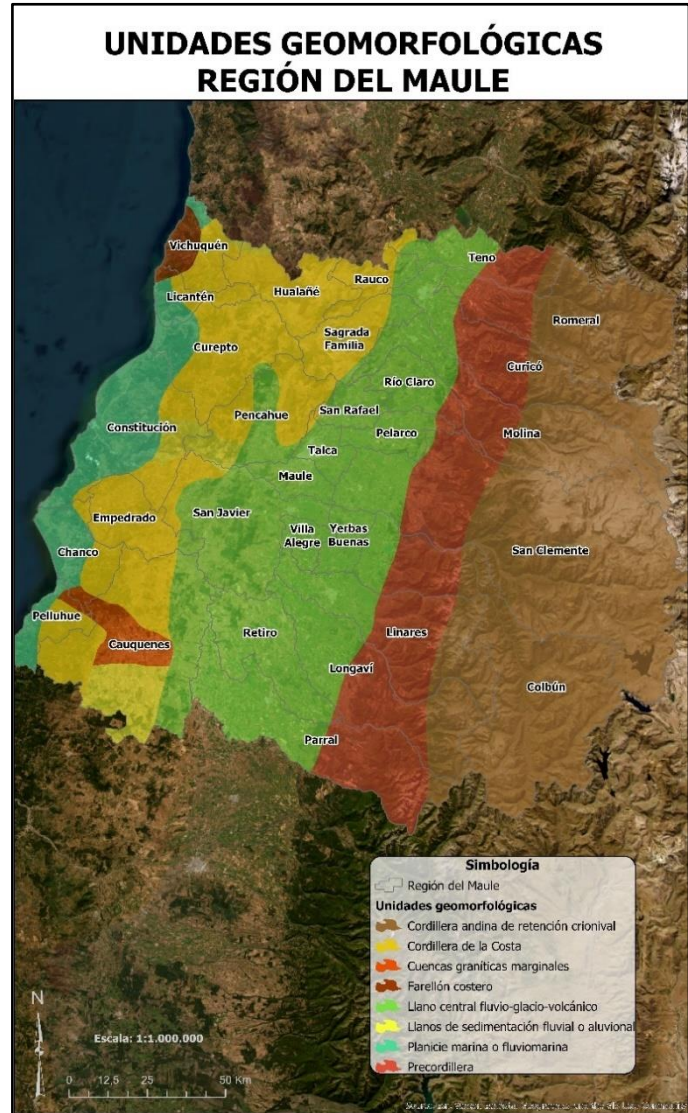 UNIDADES GEOMORFOLÓGICAS
REGIÓN DEL MAULE
Vichuquén
Teno
Rauco
Hualañé
Licantén
Romeral
Sagrada
Familia
Curepto
Curicó
Río Claro
San Rafael
Pencahue
Constitución
Pelarco
Molina
Talca
Maule
San Javier
Empedrado
Villa
Alegre
Yerbas
Buenas
Chanco
San Clemente
Pelluhue
Cauquenes
Retiro
Linares
Longaví
Colbún
Parral
Simbología
Región del Maule
Unidades geomorfológicas
Cordillera andina de retención crionival
Cordillera de la Costa
Cuencas graníticas marginales
Farellón costero
Llano central fluvio-glacio-volcánico
Llanos de sedimentación fluvial o aluvional
Planicie marina o fluviomarina
Precordillera
N
Escala: 1:1.000.000
0 12,5 25 50 Km